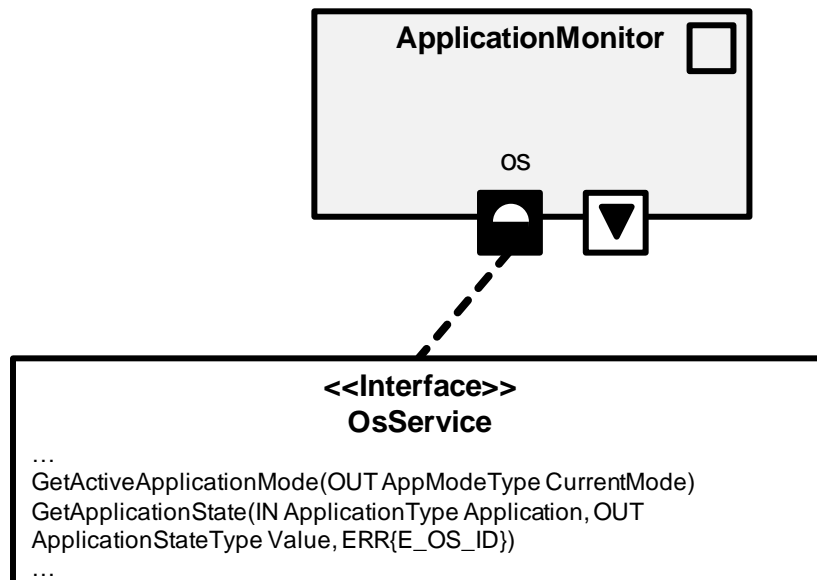 ApplicationMonitor
os
<<Interface>>
OsService
...
GetActiveApplicationMode(OUT AppModeType CurrentMode)
GetApplicationState(IN ApplicationType Application, OUT
ApplicationStateType Value, ERR{E_OS_ID})
...